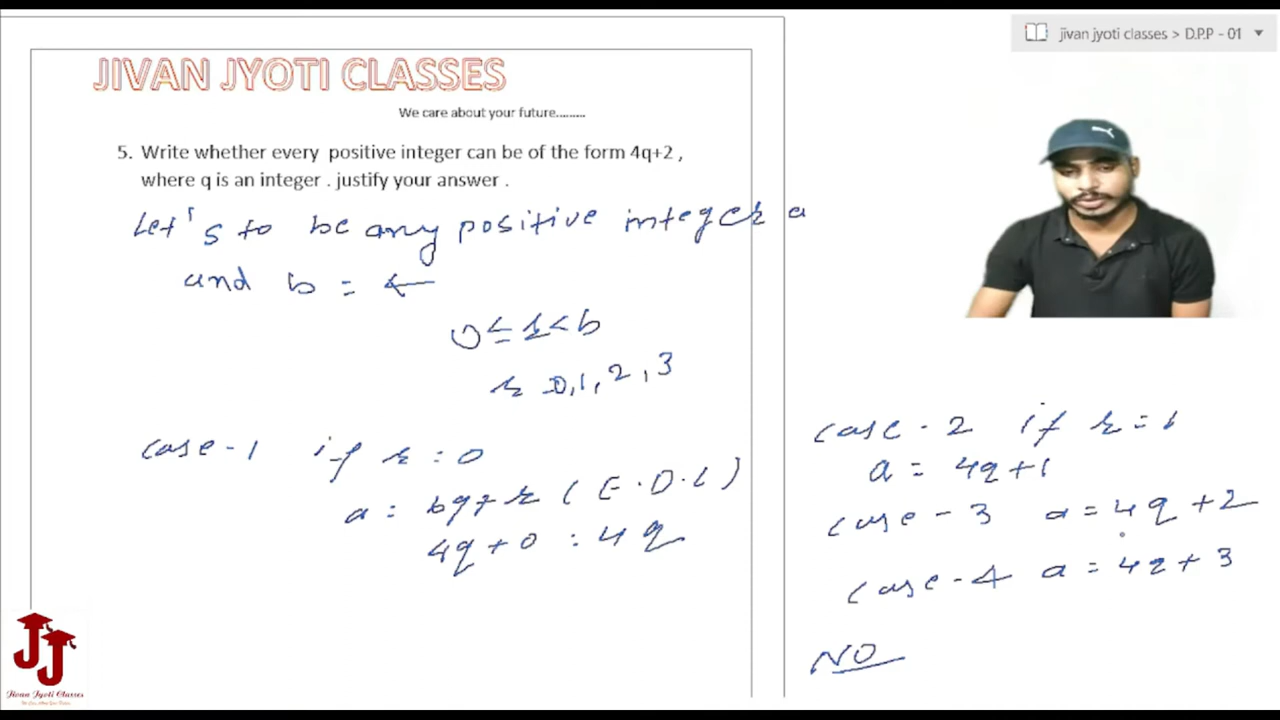 jivan jyoti classes > D.P.P - 01
JIVAN JYOTI CLASSES
We care about your future.........
5. Write whether every positive integer can be of the form 4q+2 ,
where q is an integer . justify your answer .
Let's to be any positive integer a
and b = 4
0 ≤ r < b
r = 0, 1, 2, 3
case - 1 if r = 0
a = bq + r ( E . D . L )
4q + 0 = 4q
case - 2 if r = 1
a = 4q + 1
case - 3 a = 4q + 2
case - 4 a = 4q + 3
NO
JJ
Jivan Jyoti Classes